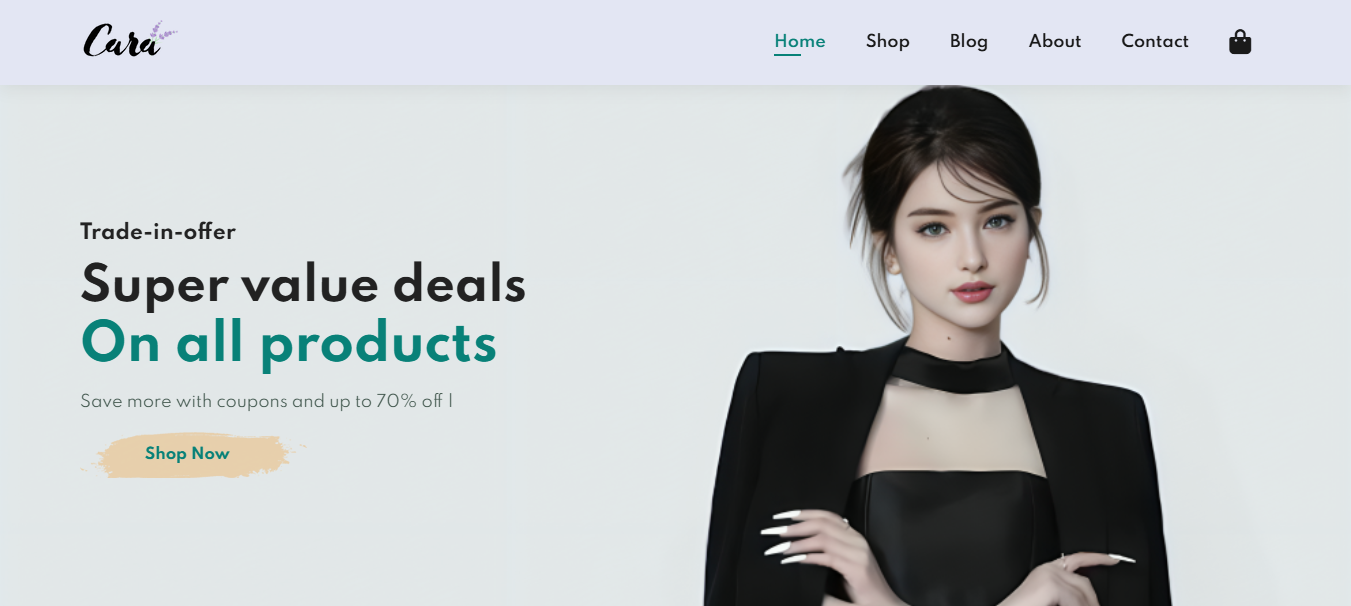 Cara
Home Shop Blog About Contact
Trade-in-offer
Super value deals
On all products
Save more with coupons and up to 70% off !
Shop Now